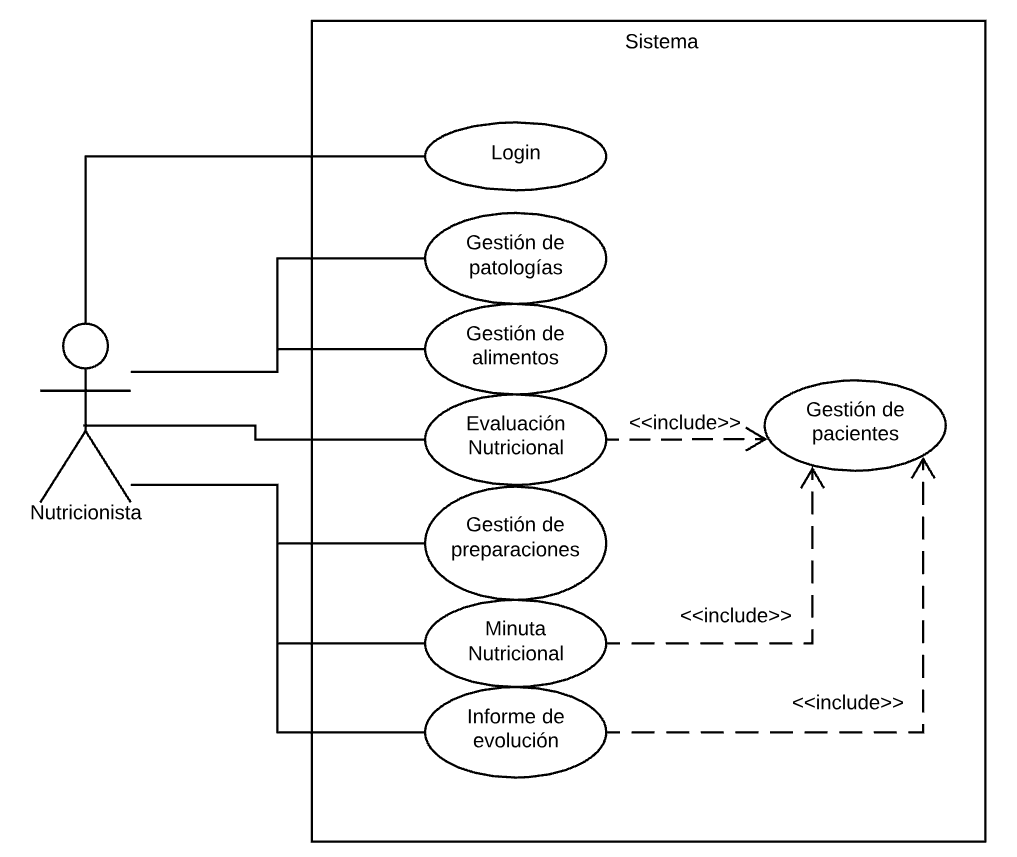 Sistema
Login
Gestión de
patologías
Gestión de
alimentos
Evaluación
Nutricional
<<include>>
Gestión de
pacientes
Nutricionista
Gestión de
preparaciones
Minuta
Nutricional
<<include>>
Informe de
evolución
<<include>>